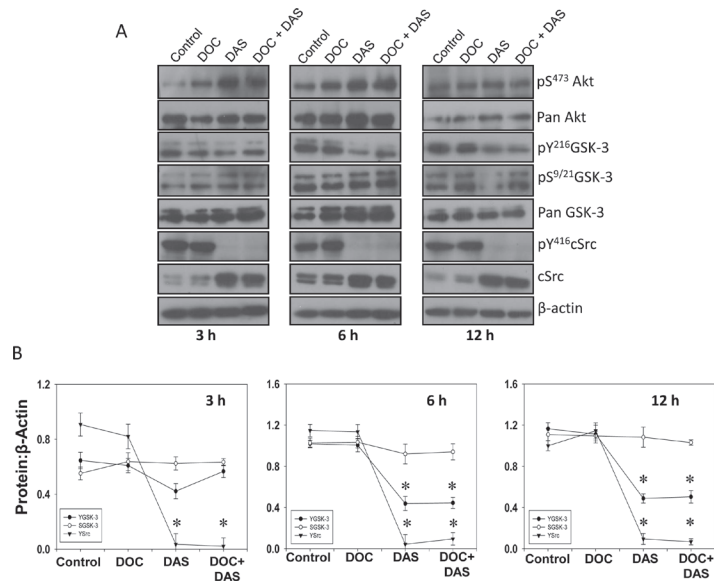 A
Control DOC DAS DOC + DAS
Control DOC DAS DOC + DAS
Control DOC DAS DOC + DAS
pS473 Akt
Pan Akt
pY216GSK-3
pS9/21GSK-3
Pan GSK-3
pY416cSrc
cSrc
β-actin
3 h 6 h 12 h
B
Protein:β-Actin
3 h
1.2
0.8
0.4
0.0
YGSK-3
SGSK-3
YSrc
* *
Control DOC DAS DOC+
DAS
6 h
1.6
1.2
0.8
0.4
0.0
YGSK-3
SGSK-3
YSrc
* *
* *
Control DOC DAS DOC+
DAS
12 h
1.6
1.2
0.8
0.4
0.0
YGSK-3
SGSK-3
YSrc
* *
* *
Control DOC DAS DOC+
DAS